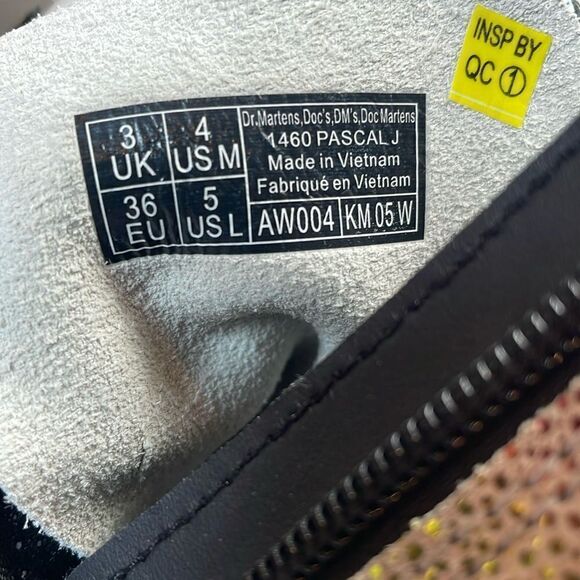 INSP BY
QC ①
3 UK
4 US M
36 EU
5 US L
Dr.Martens,Doc's,DM's,Doc Martens
1460 PASCAL J
Made in Vietnam
Fabriqué en Vietnam
AW004 KM 05 W